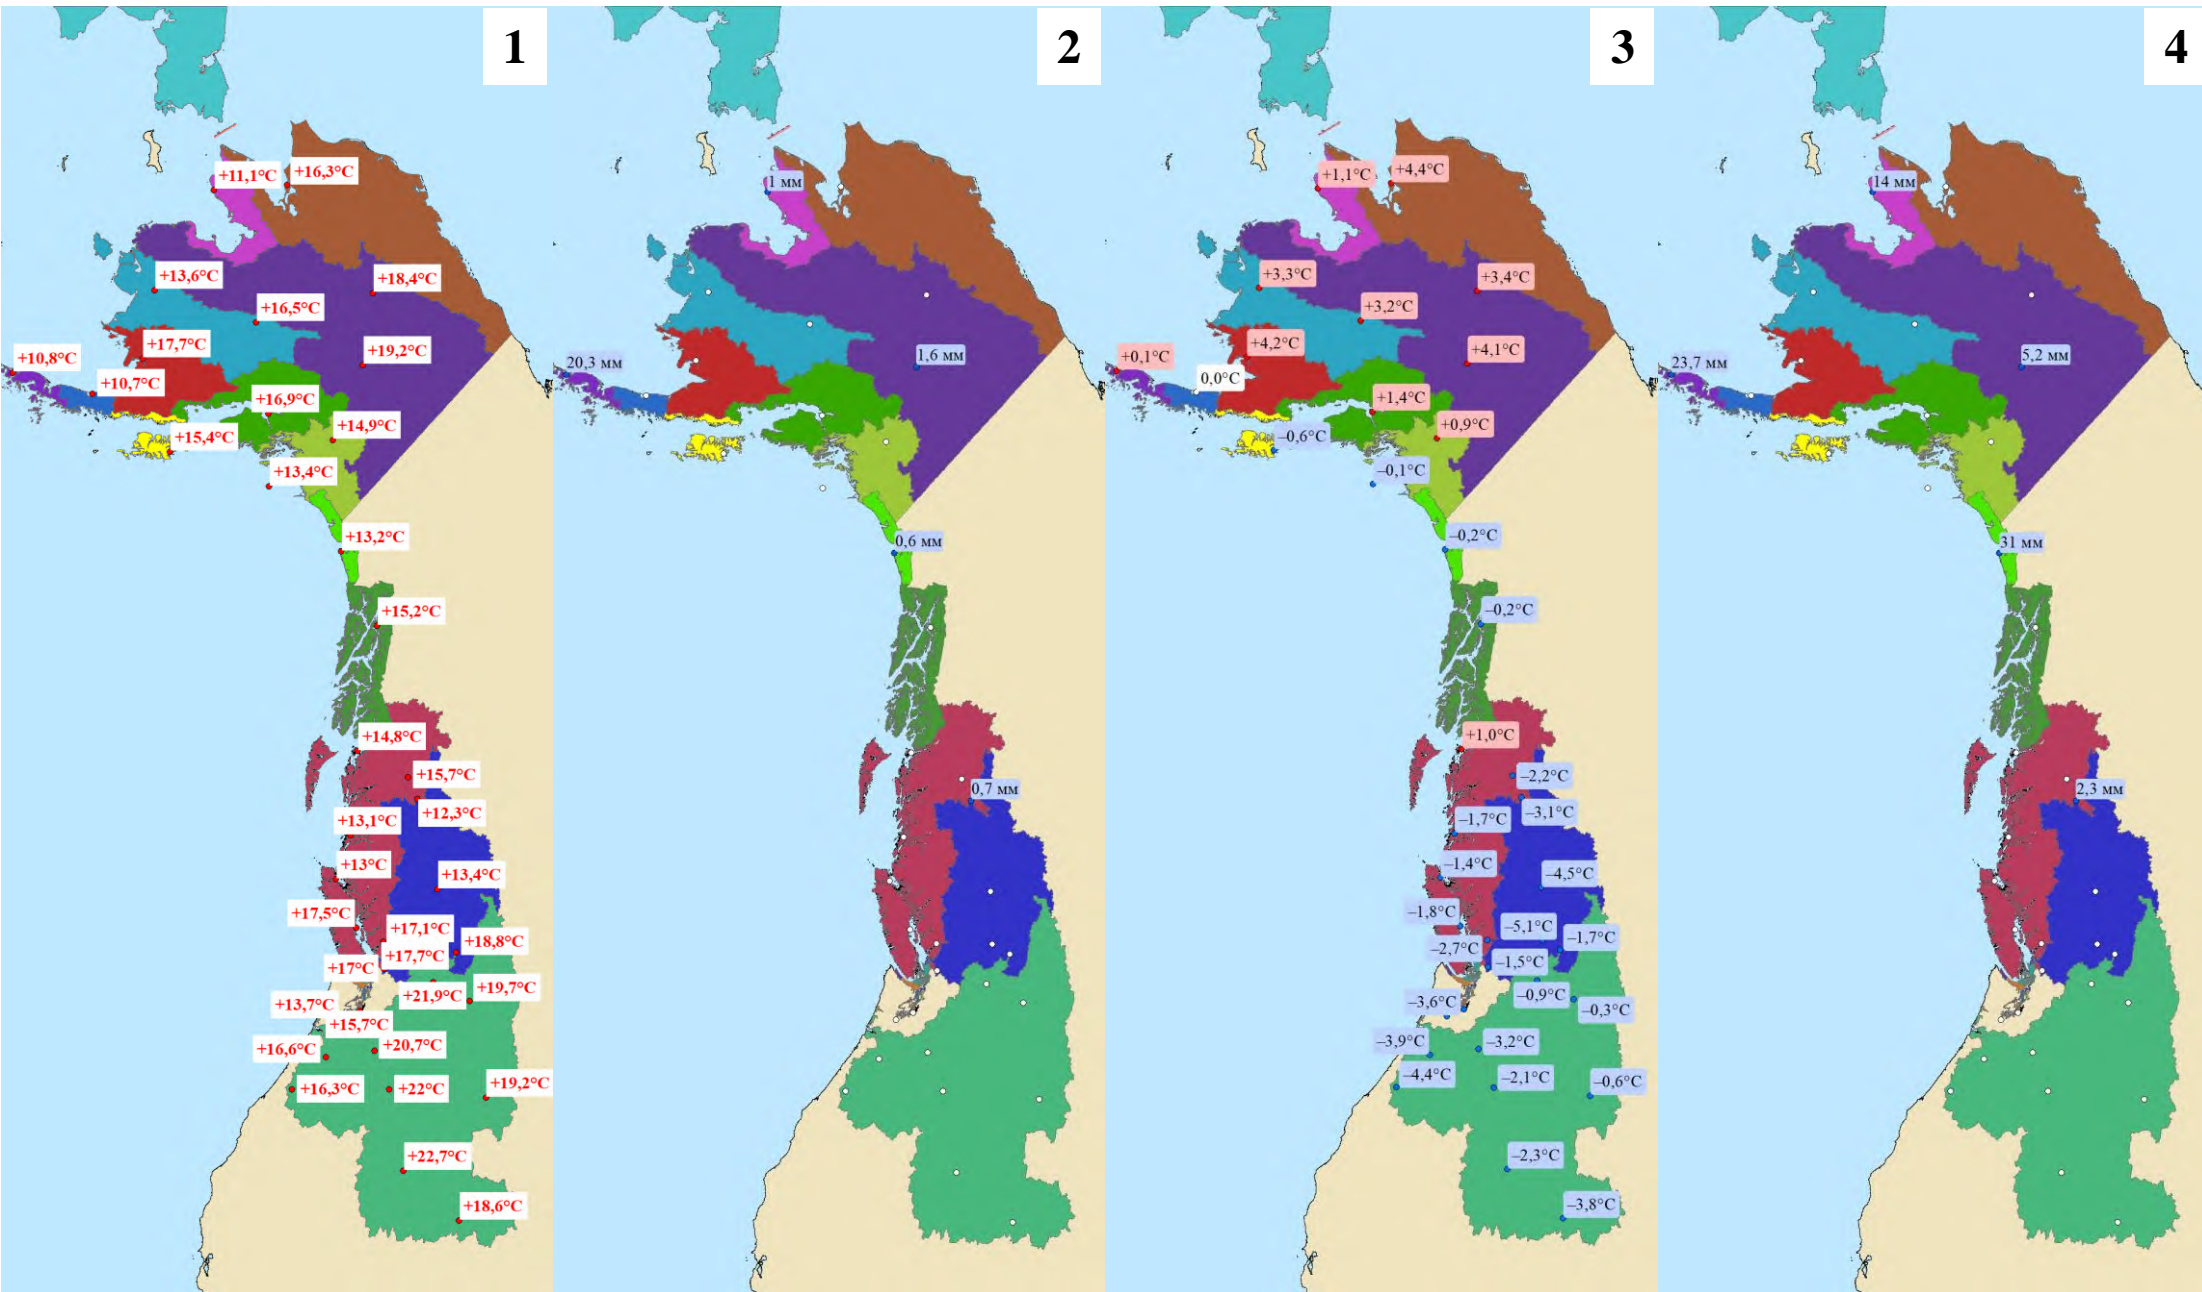 1
+11,1°C
+16,3°C
+13,6°C
+18,4°C
+16,5°C
+17,7°C
+19,2°C
+10,8°C
+10,7°C
+16,9°C
+14,9°C
+15,4°C
+13,4°C
+13,2°C
+15,2°C
+14,8°C
+15,7°C
+12,3°C
+13,1°C
+13°C
+13,4°C
+17,5°C
+17,1°C
+18,8°C
+17,7°C
+17°C
+21,9°C
+19,7°C
+13,7°C
+15,7°C
+16,6°C
+20,7°C
+16,3°C
+22°C
+19,2°C
+22,7°C
+18,6°C
2
1 мм
1,6 мм
20,3 мм
0,6 мм
0,7 мм
3
+1,1°C
+4,4°C
+3,3°C
+3,4°C
+3,2°C
+4,2°C
+4,1°C
+0,1°C
0,0°C
+1,4°C
+0,9°C
–0,6°C
–0,1°C
–0,2°C
–0,2°C
+1,0°C
–2,2°C
–3,1°C
–1,7°C
–1,4°C
–4,5°C
–1,8°C
–5,1°C
–1,7°C
–2,7°C
–1,5°C
–0,9°C
–0,3°C
–3,6°C
–3,9°C
–3,2°C
–4,4°C
–2,1°C
–0,6°C
–2,3°C
–3,8°C
4
14 мм
5,2 мм
23,7 мм
31 мм
2,3 мм